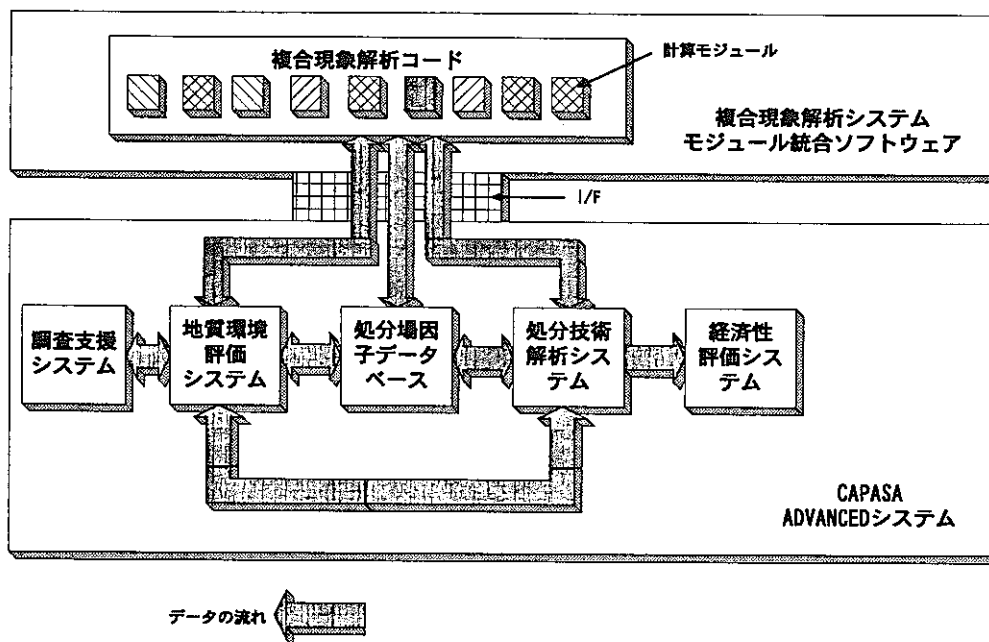 複合現象解析コード
計算モジュール
複合現象解析システム
モジュール統合ソフトウェア
I/F
調査支援
システム
地質環境
評価
システム
処分場因
子データ
ベース
処分技術
解析シス
テム
経済性
評価シス
テム
CAPASA
ADVANCEDシステム
データの流れ